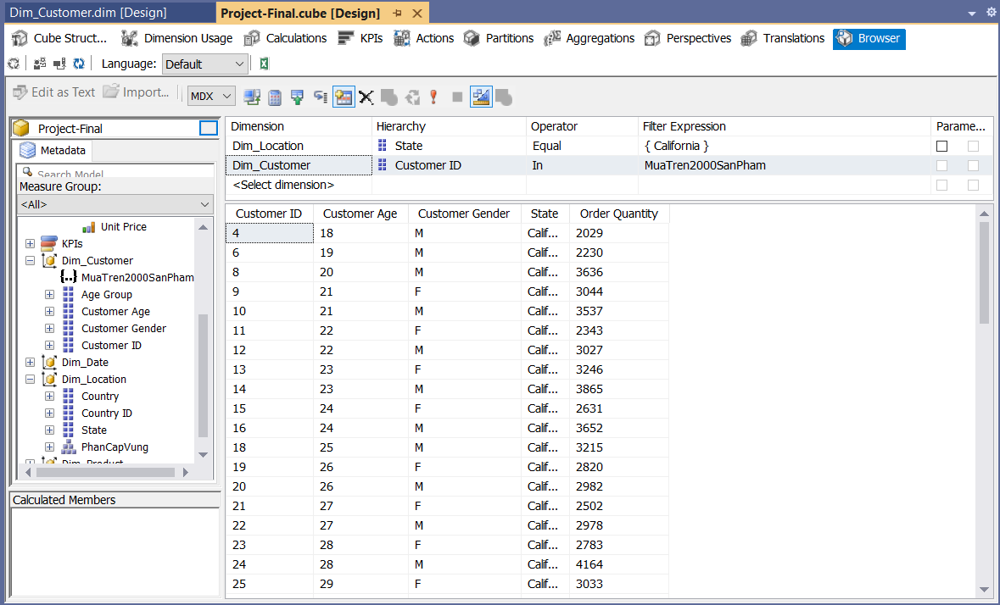 Dim_Customer.dim [Design] Project-Final.cube [Design]
Cube Struct... Dimension Usage Calculations KPIs Actions Partitions Aggregations Perspectives Translations Browser
Language: Default
Edit as Text Import... MDX
Project-Final
Metadata
Search Model
Measure Group:
<All>
Unit Price
KPIs
Dim_Customer
MuaTren2000SanPham
Age Group
Customer Age
Customer Gender
Customer ID
Dim_Date
Dim_Location
Country
Country ID
State
PhanCapVung
Dim_Product
Calculated Members
Dimension Hierarchy Operator Filter Expression Parame...
Dim_Location State Equal { California }
Dim_Customer Customer ID In MuaTren2000SanPham
<Select dimension>
Customer ID Customer Age Customer Gender State Order Quantity
4 18 M Calif... 2029
6 19 M Calif... 2230
8 20 M Calif... 3636
9 21 F Calif... 3044
10 21 M Calif... 3537
11 22 F Calif... 2343
12 22 M Calif... 3027
13 23 F Calif... 3246
14 23 M Calif... 3865
15 24 F Calif... 2631
16 24 M Calif... 3652
18 25 M Calif... 3215
19 26 F Calif... 2820
20 26 M Calif... 2982
21 27 F Calif... 2502
22 27 M Calif... 2978
23 28 F Calif... 2783
24 28 M Calif... 4164
25 29 F Calif... 3033